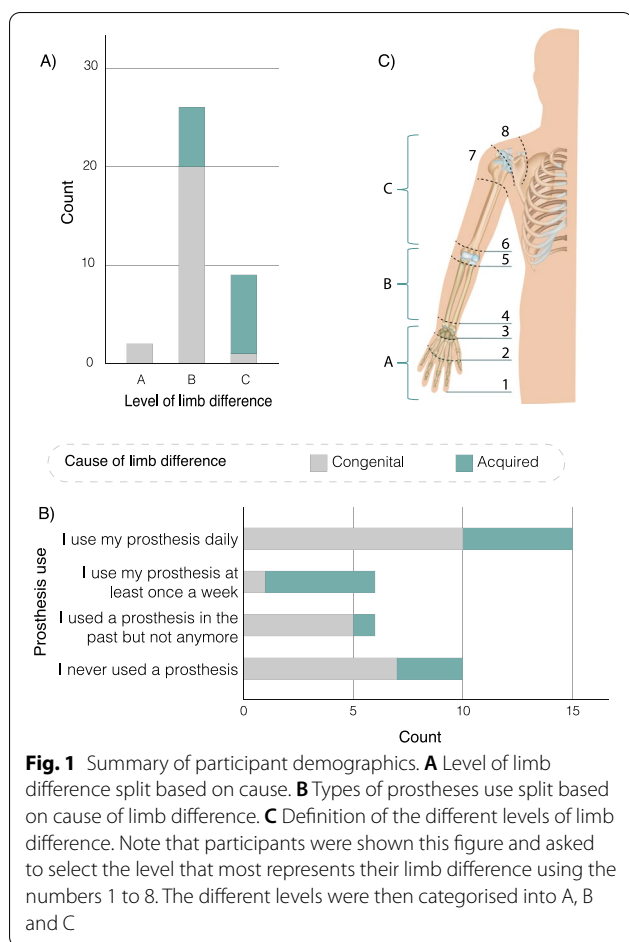 A)
30
20
10
0
Count
A
B
C
Level of limb difference
C)
8
7
C
6
5
B
4
3
A
2
1
Cause of limb difference
Congenital
Acquired
B)
Prosthesis use
I use my prosthesis daily
I use my prosthesis at
least once a week
I used a prosthesis in the
past but not anymore
I never used a prosthesis
0
5
10
15
Count
Fig. 1 Summary of participant demographics. A Level of limb
difference split based on cause. B Types of prostheses use split based
on cause of limb difference. C Definition of the different levels of limb
difference. Note that participants were shown this figure and asked
to select the level that most represents their limb difference using the
numbers 1 to 8. The different levels were then categorised into A, B
and C